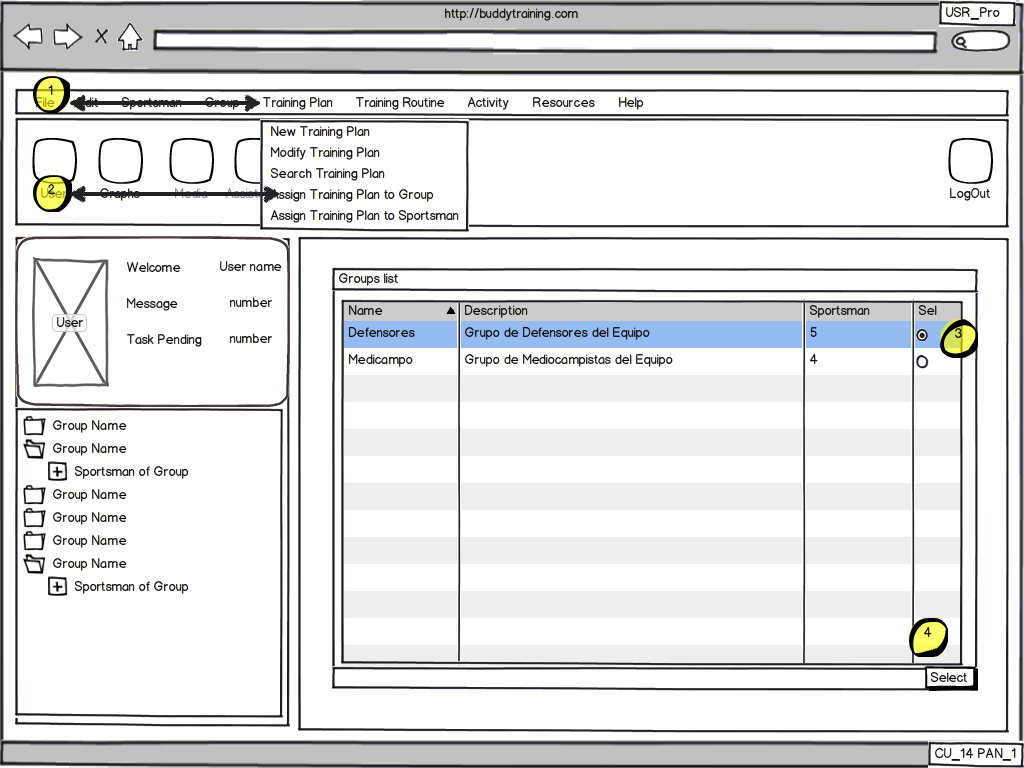 http://buddytraining.com
USR_Pro
1
File Edit Sportsman Group Training Plan Training Routine Activity Resources Help
New Training Plan
Modify Training Plan
Search Training Plan
2
User Graphs Media Assist
Assign Training Plan to Group
LogOut
Assign Training Plan to Sportsman
User
Welcome User name
Message number
Task Pending number
Groups list
Name Description Sportsman Sel
Defensores Grupo de Defensores del Equipo 5
3
Medicampo Grupo de Mediocampistas del Equipo 4
Group Name
Group Name
Sportsman of Group
Group Name
Group Name
Group Name
Group Name
Sportsman of Group
4
Select
CU_14 PAN_1